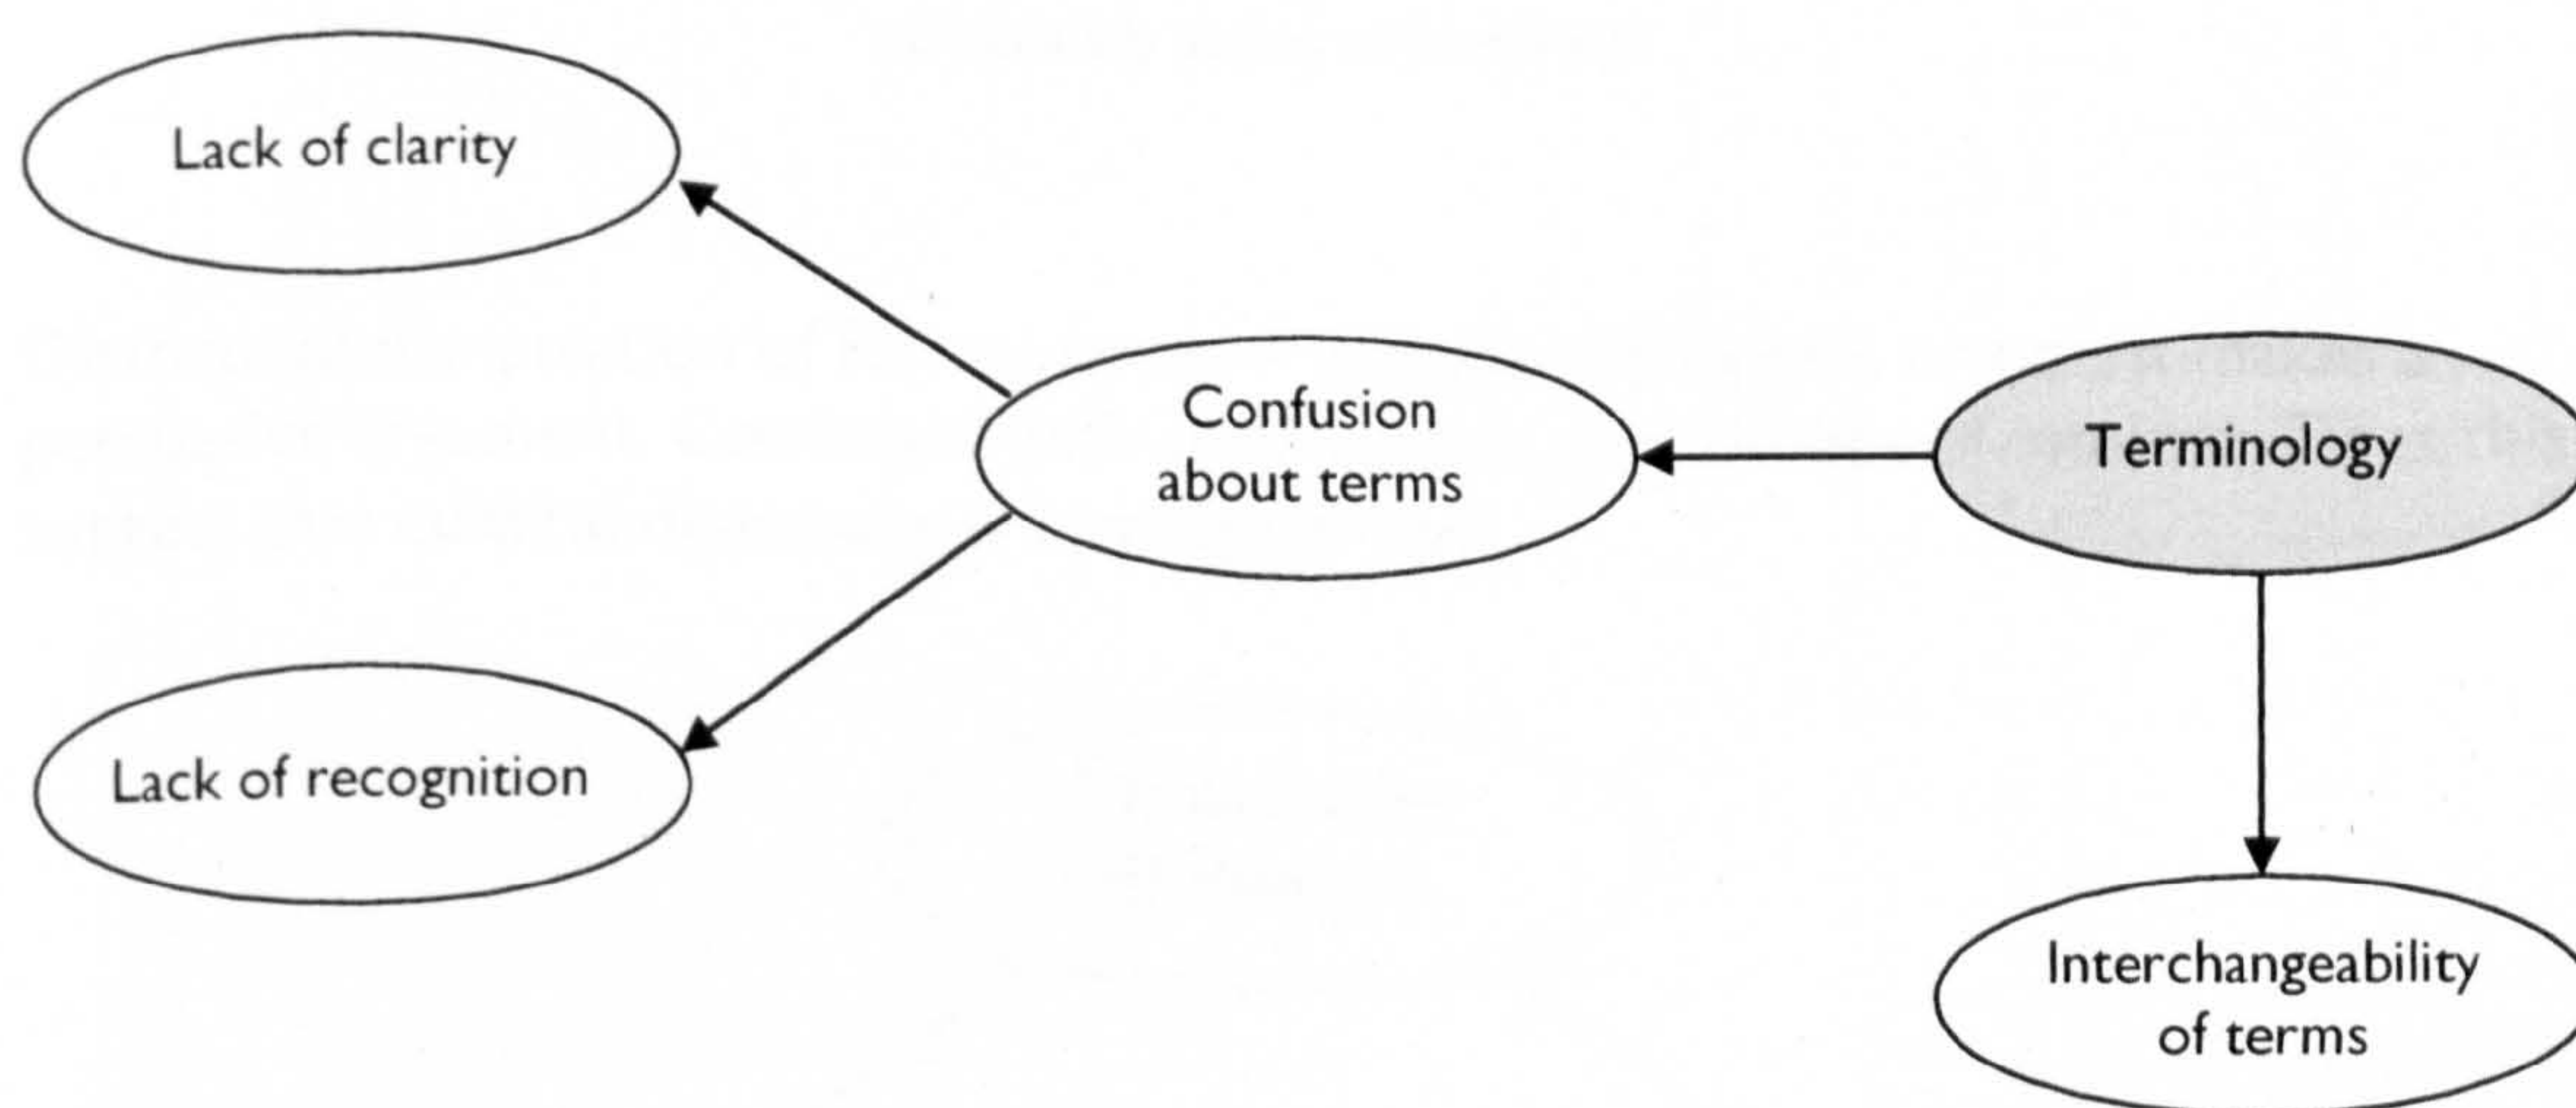 Lack of clarity
Confusion
about terms
Terminology
Lack of recognition
Interchangeability
of terms